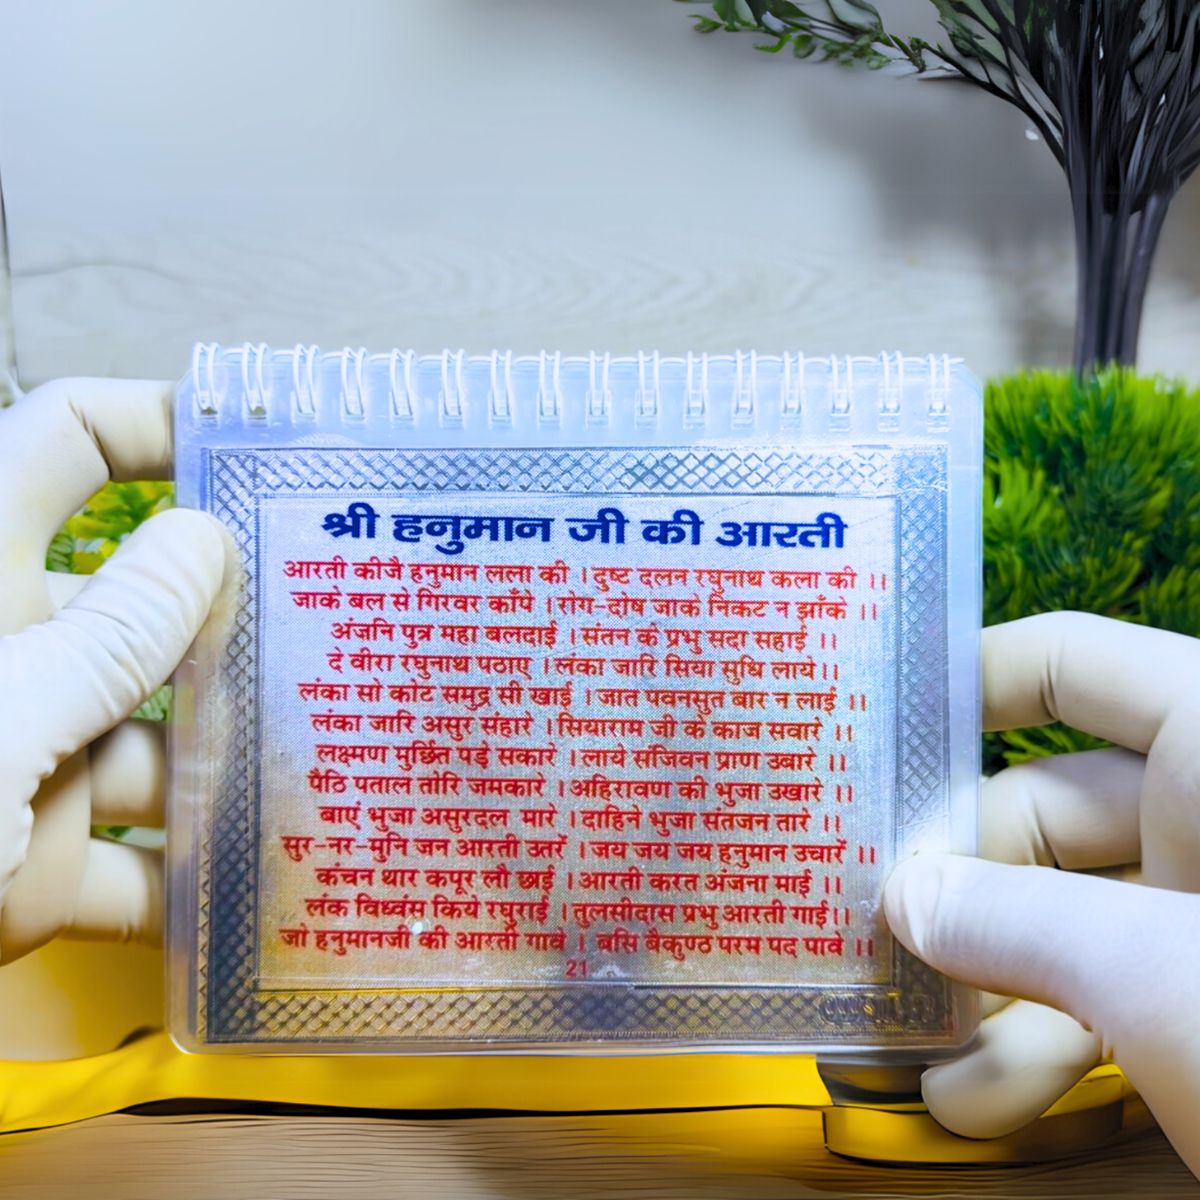 श्री हनुमान जी की आरती
आरती कीजै हनुमान लला की । दुष्ट दलन रघुनाथ कला की ।।
जाके बल से गिरवर काँपे । रोग-दोष जाके निकट न झाँके ।।
अंजनि पुत्र महा बलदाई । संतन के प्रभु सदा सहाई ।।
दे वीरा रघुनाथ पठाए । लंका जारि सिया सुधि लाये ।।
लंका सो कोट समुद्र सी खाई । जात पवनसुत बार न लाई ।।
लंका जारि असुर संहारे । सियाराम जी के काज सवारे ।।
लक्ष्मण मुर्छित पड़े सकारे । लाये संजिवन प्राण उबारे ।।
पैठि पताल तोरि जमकारे । अहिरावण की भुजा उखारे ।।
बाएं भुजा असुरदल मारे । दाहिने भुजा संतजन तारे ।।
सुर-नर-मुनि जन आरती उतरें । जय जय जय हनुमान उचारें ।।
कंचन थार कपूर लौ छाई । आरती करत अंजना माई ।।
लंक विध्वंस किये रघुराई । तुलसीदास प्रभु आरती गाई।।
जो हनुमानजी की आरती गावे । बसि बैकुण्ठ परम पद पावे ।।
21